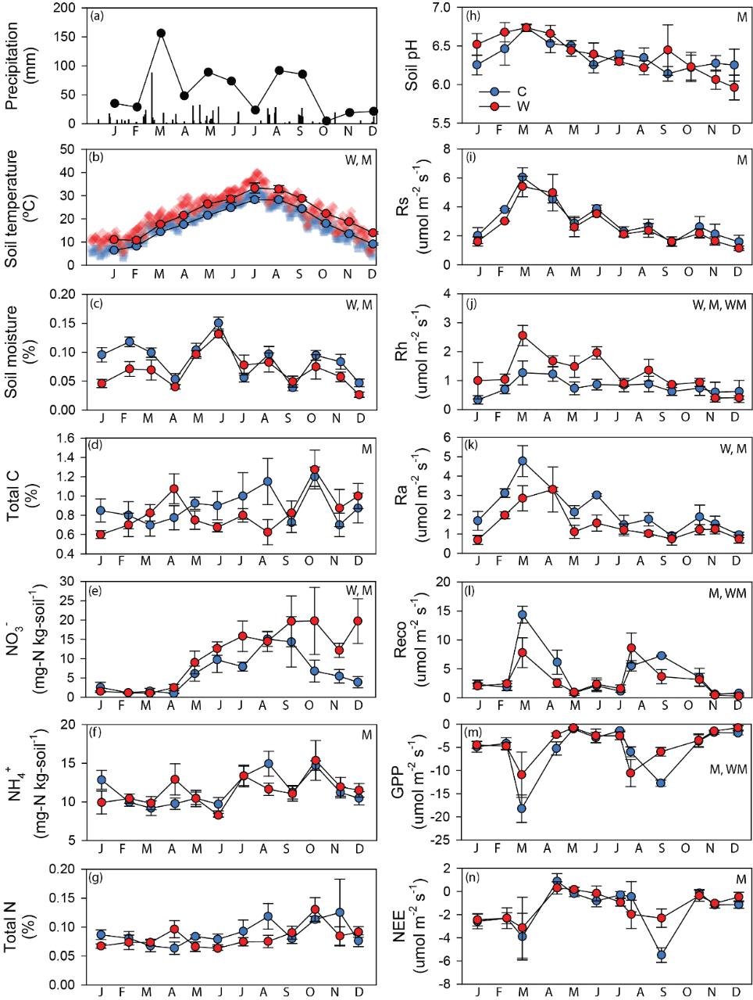 (a)
Precipitation
(mm)
200
150
100
50
0
J F M A M J J A S O N D
(b)
W, M
Soil temperature
(ºC)
50
40
30
20
10
0
J F M A M J J A S O N D
(c)
W, M
Soil moisture
(%)
0.20
0.15
0.10
0.05
0.00
J F M A M J J A S O N D
(d)
M
Total C
(%)
1.6
1.4
1.2
1.0
0.8
0.6
0.4
J F M A M J J A S O N D
(e)
W, M
NO3-
(mg-N kg-soil-1)
30
25
20
15
10
5
0
J F M A M J J A S O N D
(f)
M
NH4+
(mg-N kg-soil-1)
20
15
10
5
J F M A M J J A S O N D
(g)
Total N
(%)
0.20
0.15
0.10
0.05
0.00
J F M A M J J A S O N D
(h)
M
Soil pH
7.0
6.5
6.0
5.5
C
W
J F M A M J J A S O N D
(i)
M
Rs
(umol m-2 s-1)
8
6
4
2
0
J F M A M J J A S O N D
(j)
W, M, WM
Rh
(umol m-2 s-1)
4
3
2
1
0
J F M A M J J A S O N D
(k)
W, M
Ra
(umol m-2 s-1)
6
5
4
3
2
1
0
J F M A M J J A S O N D
(l)
M, WM
Reco
(umol m-2 s-1)
20
15
10
5
0
J F M A M J J A S O N D
(m)
M, WM
GPP
(umol m-2 s-1)
0
-5
-10
-15
-20
-25
J F M A M J J A S O N D
(n)
M
NEE
(umol m-2 s-1)
2
0
-2
-4
-6
-8
J F M A M J J A S O N D